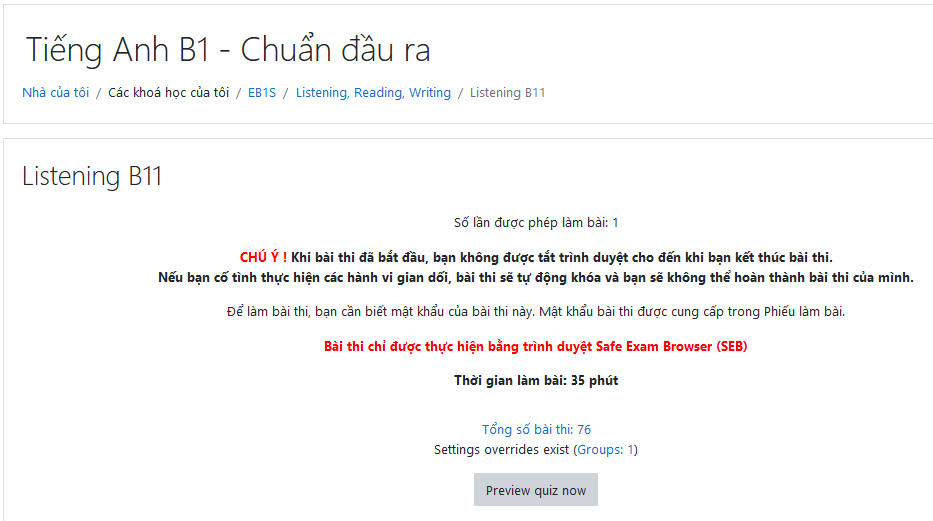 Tiếng Anh B1 - Chuẩn đầu ra
Nhà của tôi / Các khoá học của tôi / EB1S / Listening, Reading, Writing / Listening B11
Listening B11
Số lần được phép làm bài: 1
CHÚ Ý ! Khi bài thi đã bắt đầu, bạn không được tắt trình duyệt cho đến khi bạn kết thúc bài thi.
Nếu bạn cố tình thực hiện các hành vi gian dối, bài thi sẽ tự động khóa và bạn sẽ không thể hoàn thành bài thi của mình.
Để làm bài thi, bạn cần biết mật khẩu của bài thi này. Mật khẩu bài thi được cung cấp trong Phiếu làm bài.
Bài thi chỉ được thực hiện bằng trình duyệt Safe Exam Browser (SEB)
Thời gian làm bài: 35 phút
Tổng số bài thi: 76
Settings overrides exist (Groups: 1)
Preview quiz now